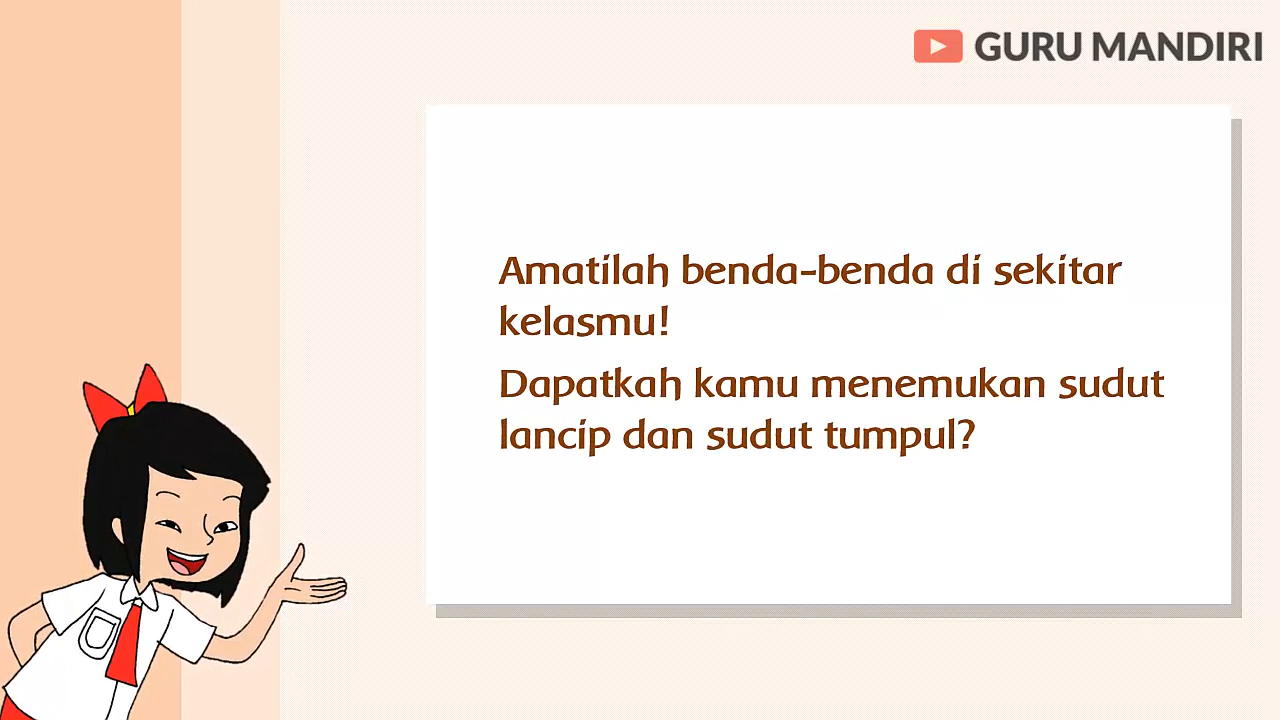 GURU MANDIRI
Amatilah benda-benda di sekitar
kelasmu!
Dapatkah kamu menemukan sudut
lancip dan sudut tumpul?